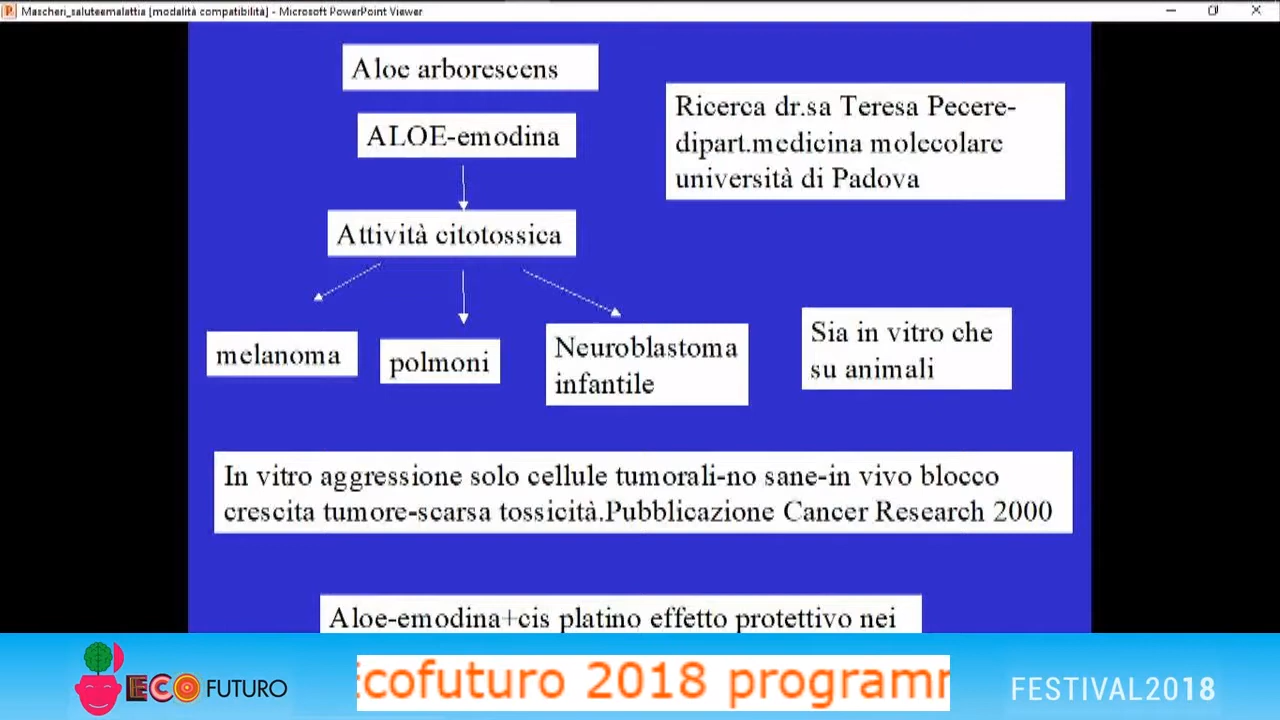 Mascheri_saluteemalattia [modalità compatibilità] - Microsoft PowerPoint Viewer
Aloe arborescens
ALOE-emodina
Ricerca dr.sa Teresa Pecere-
dipart.medicina molecolare
università di Padova
Attività citotossica
melanoma
polmoni
Neuroblastoma
infantile
Sia in vitro che
su animali
In vitro aggressione solo cellule tumorali-no sane-in vivo blocco
crescita tumore-scarsa tossicità.Pubblicazione Cancer Research 2000
Aloe-emodina+cis platino effetto protettivo nei
ECO FUTURO
Ecofuturo 2018 programm
FESTIVAL2018